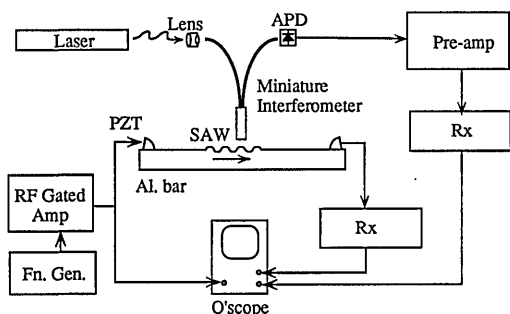 Laser
Lens
APD
Pre-amp
Miniature
Interferometer
PZT
SAW
Rx
Al. bar
RF Gated
Amp
Rx
Fn. Gen.
O'scope